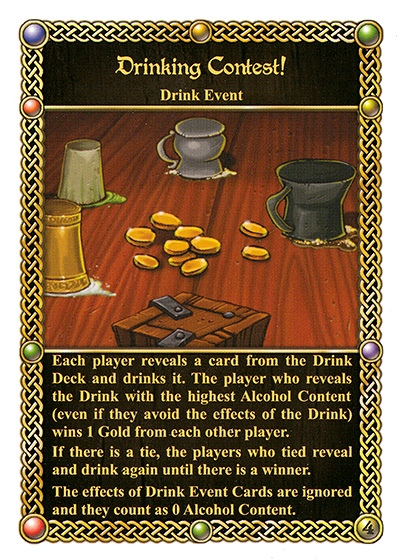 Drinking Contest!
Drink Event
Each player reveals a card from the Drink
Deck and drinks it. The player who reveals
the Drink with the highest Alcohol Content
(even if they avoid the effects of the Drink)
wins 1 Gold from each other player.
If there is a tie, the players who tied reveal
and drink again until there is a winner.
The effects of Drink Event Cards are ignored
and they count as 0 Alcohol Content.
4